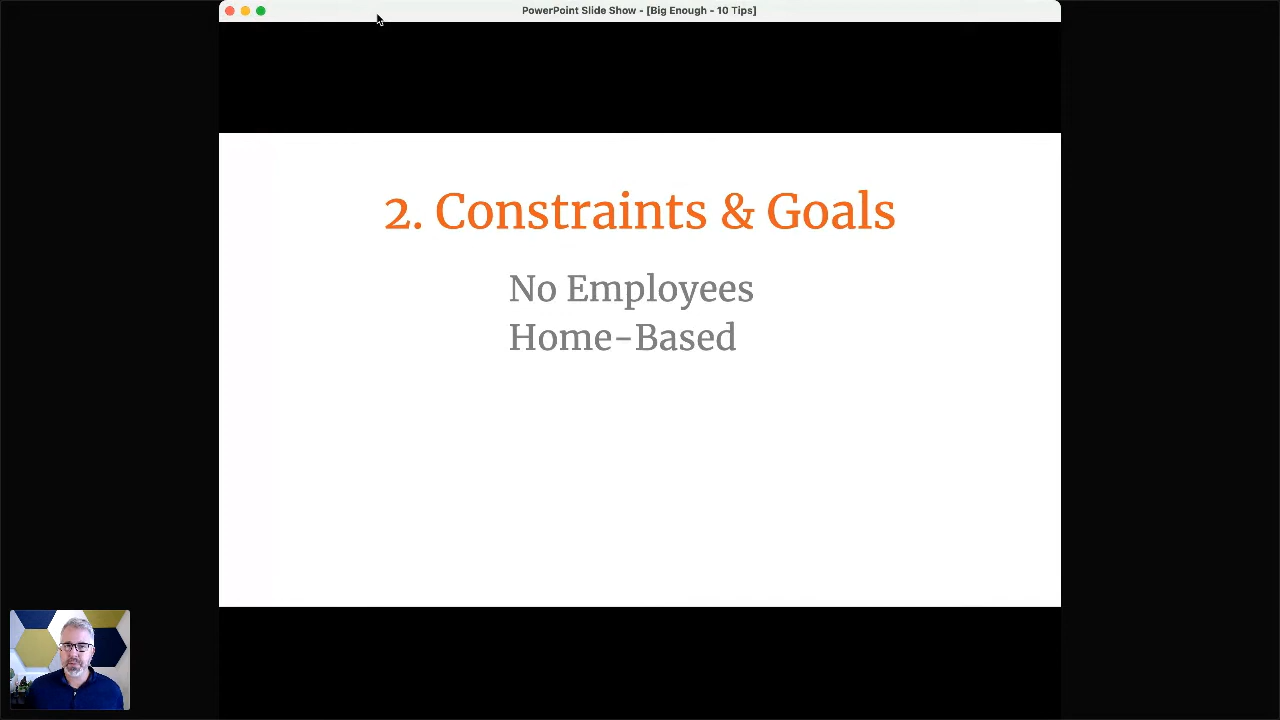 PowerPoint Slide Show - [Big Enough - 10 Tips]
2. Constraints & Goals
No Employees
Home-Based